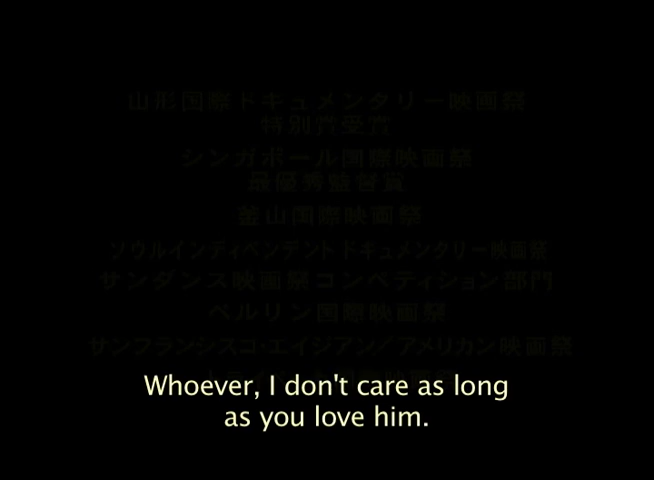 山形国際ドキュメンタリー映画祭
特別賞受賞
シンガポール国際映画祭
最優秀監督賞
釜山国際映画祭
ソウルインディペンデントドキュメンタリー映画祭
サンダンス映画祭コンペティション部門
ベルリン国際映画祭
サンフランシスコ・エイジアン/アメリカン映画祭
Whoever, I don't care as long
as you love him.